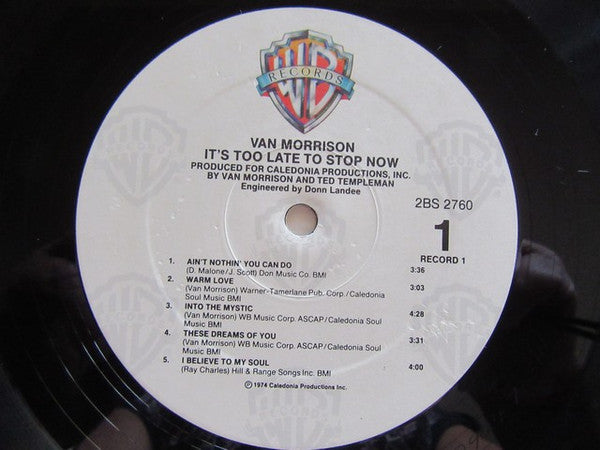 RECORDS
VAN MORRISON
IT'S TOO LATE TO STOP NOW
PRODUCED FOR CALEDONIA PRODUCTIONS, INC.
BY VAN MORRISON AND TED TEMPLEMAN
Engineered by Donn Landee
2BS 2760
1
RECORD 1
1. AIN'T NOTHIN' YOU CAN DO
(D. Malone/J. Scott) Don Music Co. BMI 3:36
2. WARM LOVE
(Van Morrison) Warner-Tamerlane Pub. Corp./Caledonia 3:03
Soul Music BMI
3. INTO THE MYSTIC
(Van Morrison) WB Music Corp. ASCAP/Caledonia Soul 4:28
Music BMI
4. THESE DREAMS OF YOU
(Van Morrison) WB Music Corp. ASCAP/Caledonia Soul 3:31
Music BMI
5. I BELIEVE TO MY SOUL
(Ray Charles) Hill & Range Songs Inc. BMI 4:00
℗ 1974 Caledonia Productions Inc.